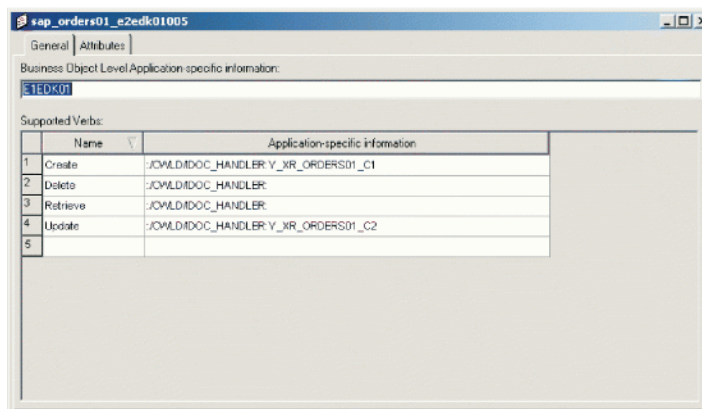 sap_orders01_e2edk01005
General Attributes
Business Object Level Application-specific information:
E1EDK01
Supported Verbs:
Name Application-specific information
1 Create :/CWLD/IDOC_HANDLER:Y_XR_ORDERS01_C1
2 Delete :/CWLD/IDOC_HANDLER:
3 Retrieve :/CWLD/IDOC_HANDLER:
4 Update :/CWLD/IDOC_HANDLER:Y_XR_ORDERS01_C2
5